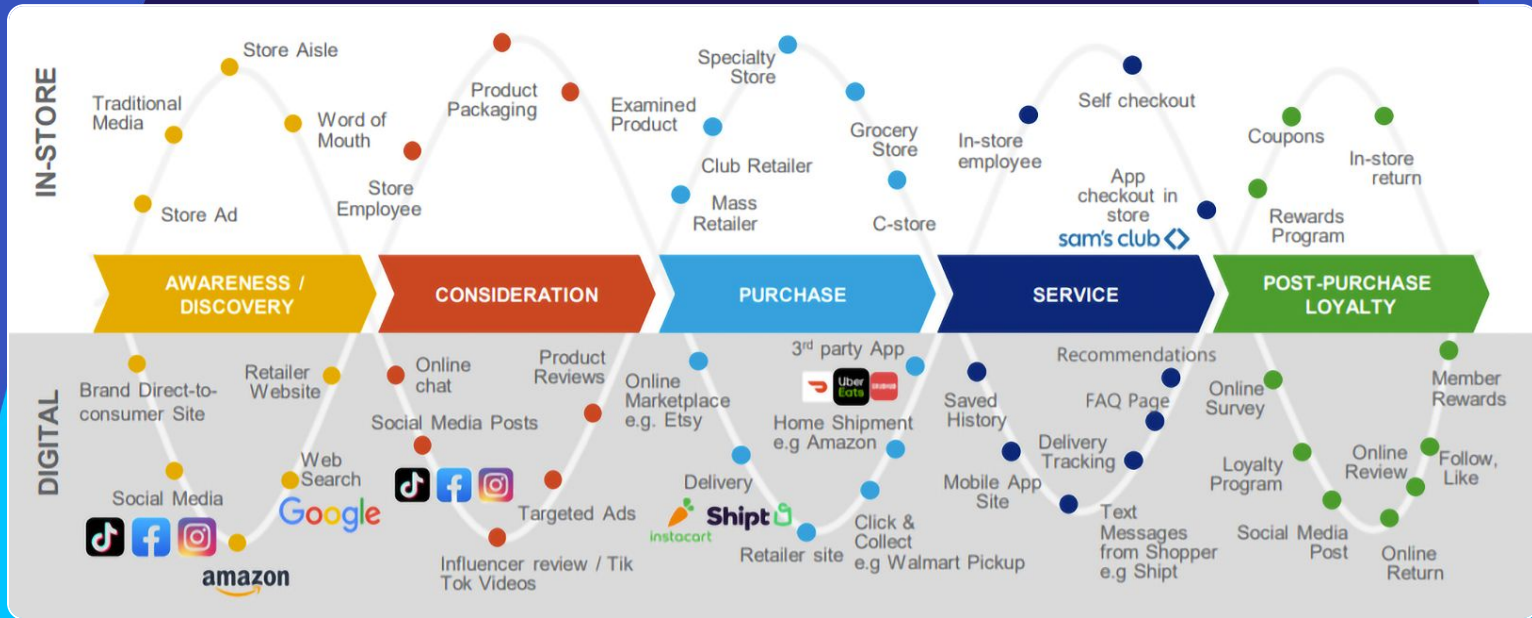 IN-STORE
Store Aisle
Traditional
Media
Word of
Mouth
Store Ad
Product
Packaging
Store
Employee
Specialty
Store
Examined
Product
Grocery
Store
Club Retailer
Mass
Retailer
C-store
Self checkout
In-store
employee
App
checkout in
store
sam's club
Coupons
In-store
return
Rewards
Program
AWARENESS /
DISCOVERY
CONSIDERATION
PURCHASE
SERVICE
POST-PURCHASE
LOYALTY
DIGITAL
Brand Direct-to-
consumer Site
Retailer
Website
Web
Search
Google
Social Media
amazon
Online
chat
Product
Reviews
Social Media Posts
Targeted Ads
Influencer review / Tik
Tok Videos
Online
Marketplace
e.g. Etsy
3rd party App
Uber
Eats
Home Shipment
e.g Amazon
Delivery
instacart
Shipt
Retailer site
Click &
Collect
e.g Walmart Pickup
Recommendations
Saved
History
FAQ Page
Delivery
Tracking
Mobile App
Site
Text
Messages
from Shopper
e.g Shipt
Online
Survey
Member
Rewards
Loyalty
Program
Online
Review
Follow,
Like
Social Media
Post
Online
Return